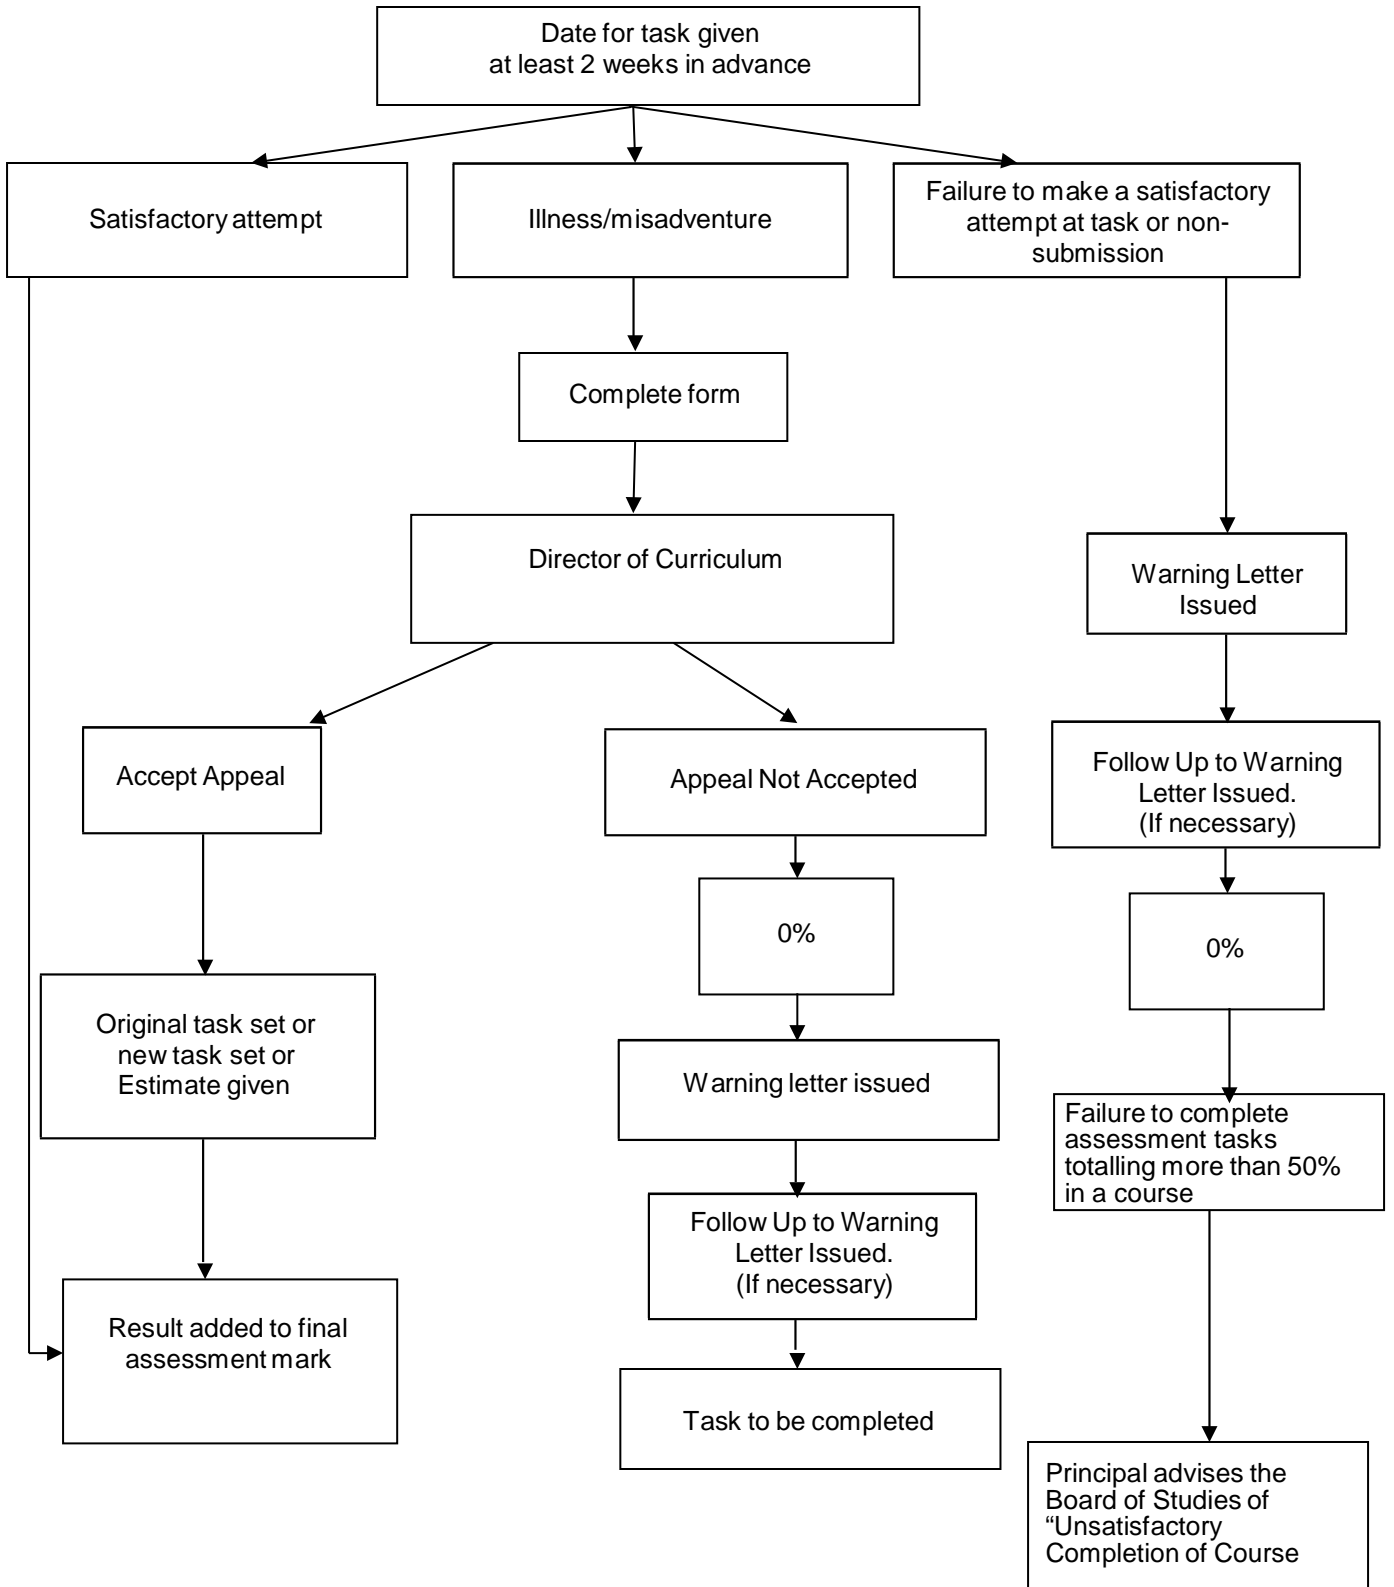 Date for task given
at least 2 weeks in advance
Satisfactory attempt
Illness/misadventure
Failure to make a satisfactory
attempt at task or non-
submission
Complete form
Director of Curriculum
Warning Letter
Issued
Accept Appeal
Appeal Not Accepted
Follow Up to Warning
Letter Issued.
(If necessary)
0%
0%
Original task set or
new task set or
Estimate given
Warning letter issued
Failure to complete
assessment tasks
totalling more than 50%
in a course
Follow Up to Warning
Letter Issued.
(If necessary)
Result added to final
assessment mark
Task to be completed
Principal advises the
Board of Studies of
“Unsatisfactory
Completion of Course